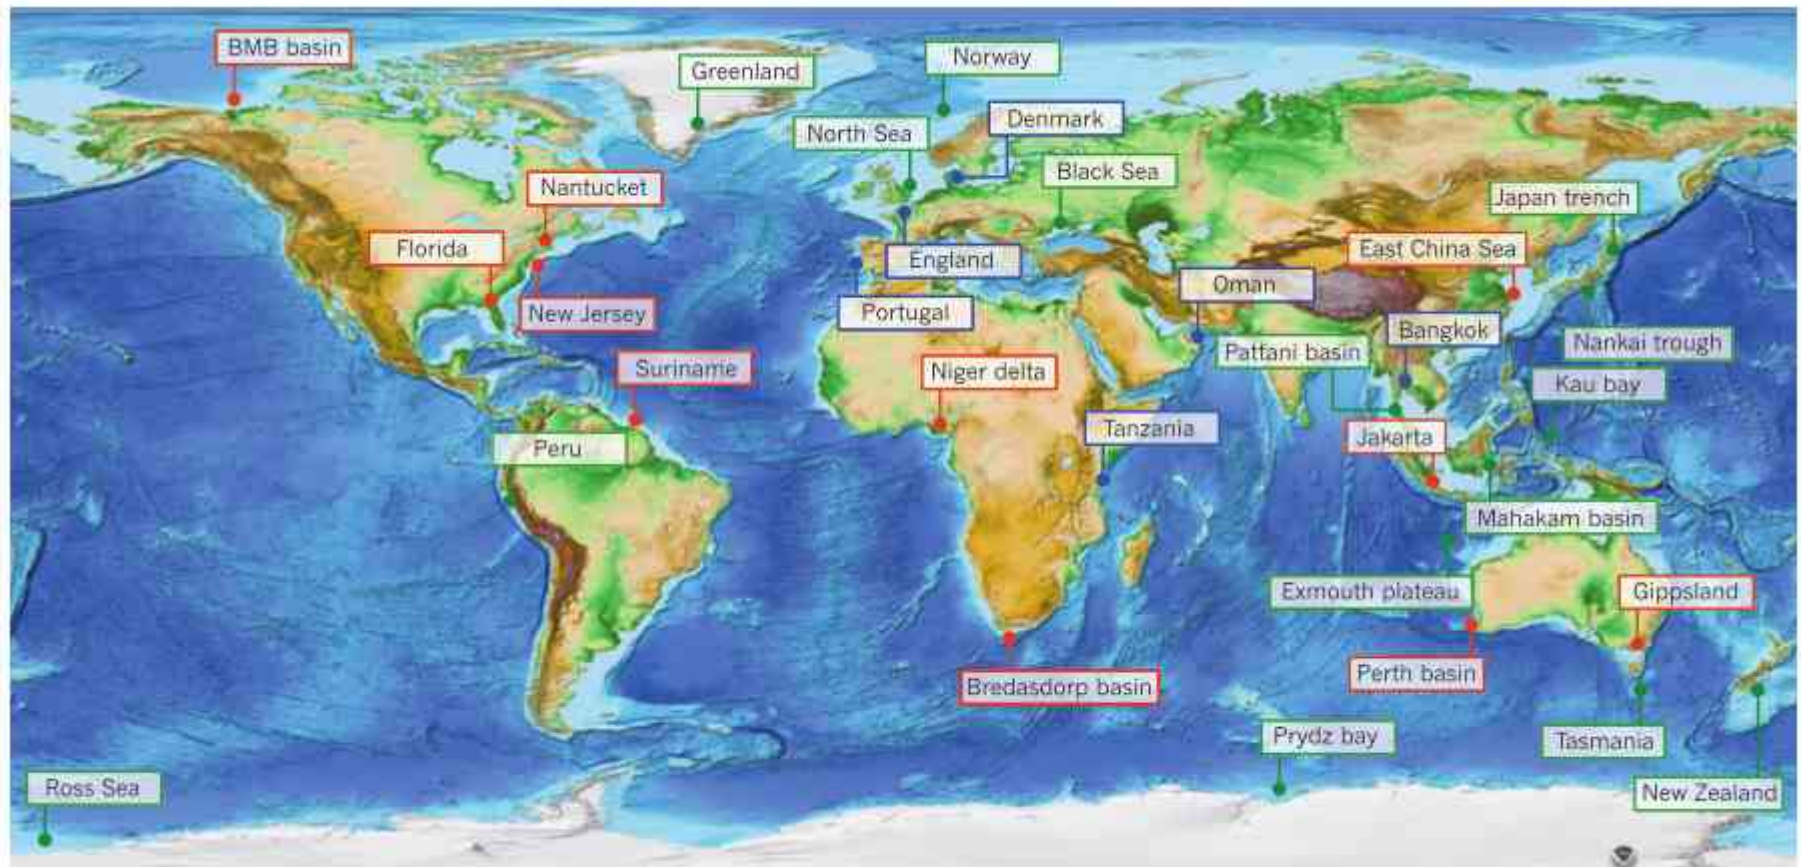 BMB basin
Norway
Greenland
Denmark
North Sea
Black Sea
Nantucket
Japan trench
Florida
East China Sea
England
Oman
New Jersey
Portugal
Bangkok
Nankai trough
Pattani basin
Suriname
Niger delta
Kau bay
Tanzania
Jakarta
Peru
Mahakam basin
Exmouth plateau
Gippsland
Perth basin
Bredasdorp basin
Prydz bay
Tasmania
Ross Sea
New Zealand